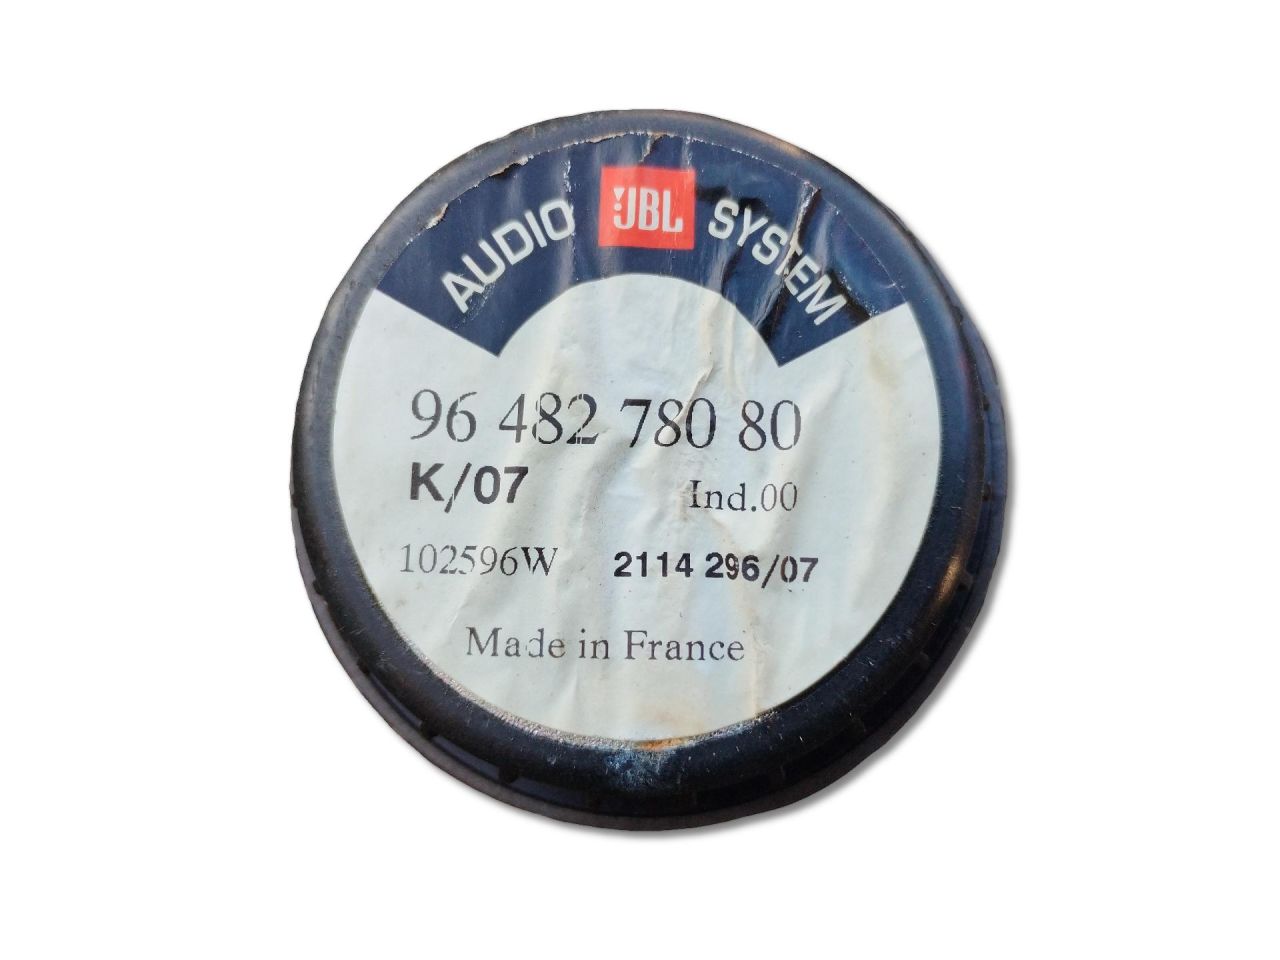 AUDIO JBL SYSTEM
96 482 780 80
K/07 Ind.00
102596W 2114 296/07
Made in France